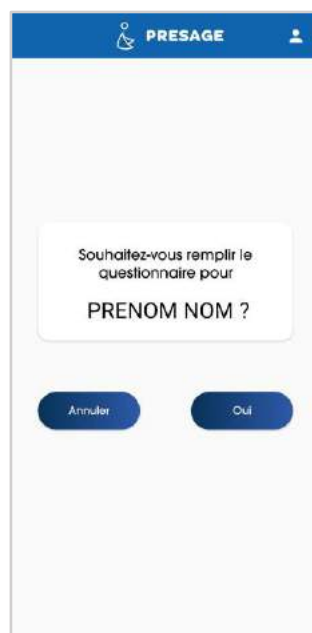 PRESAGE
Souhaitez-vous remplir le
questionnaire pour
PRENOM NOM ?
Annuler
Oui